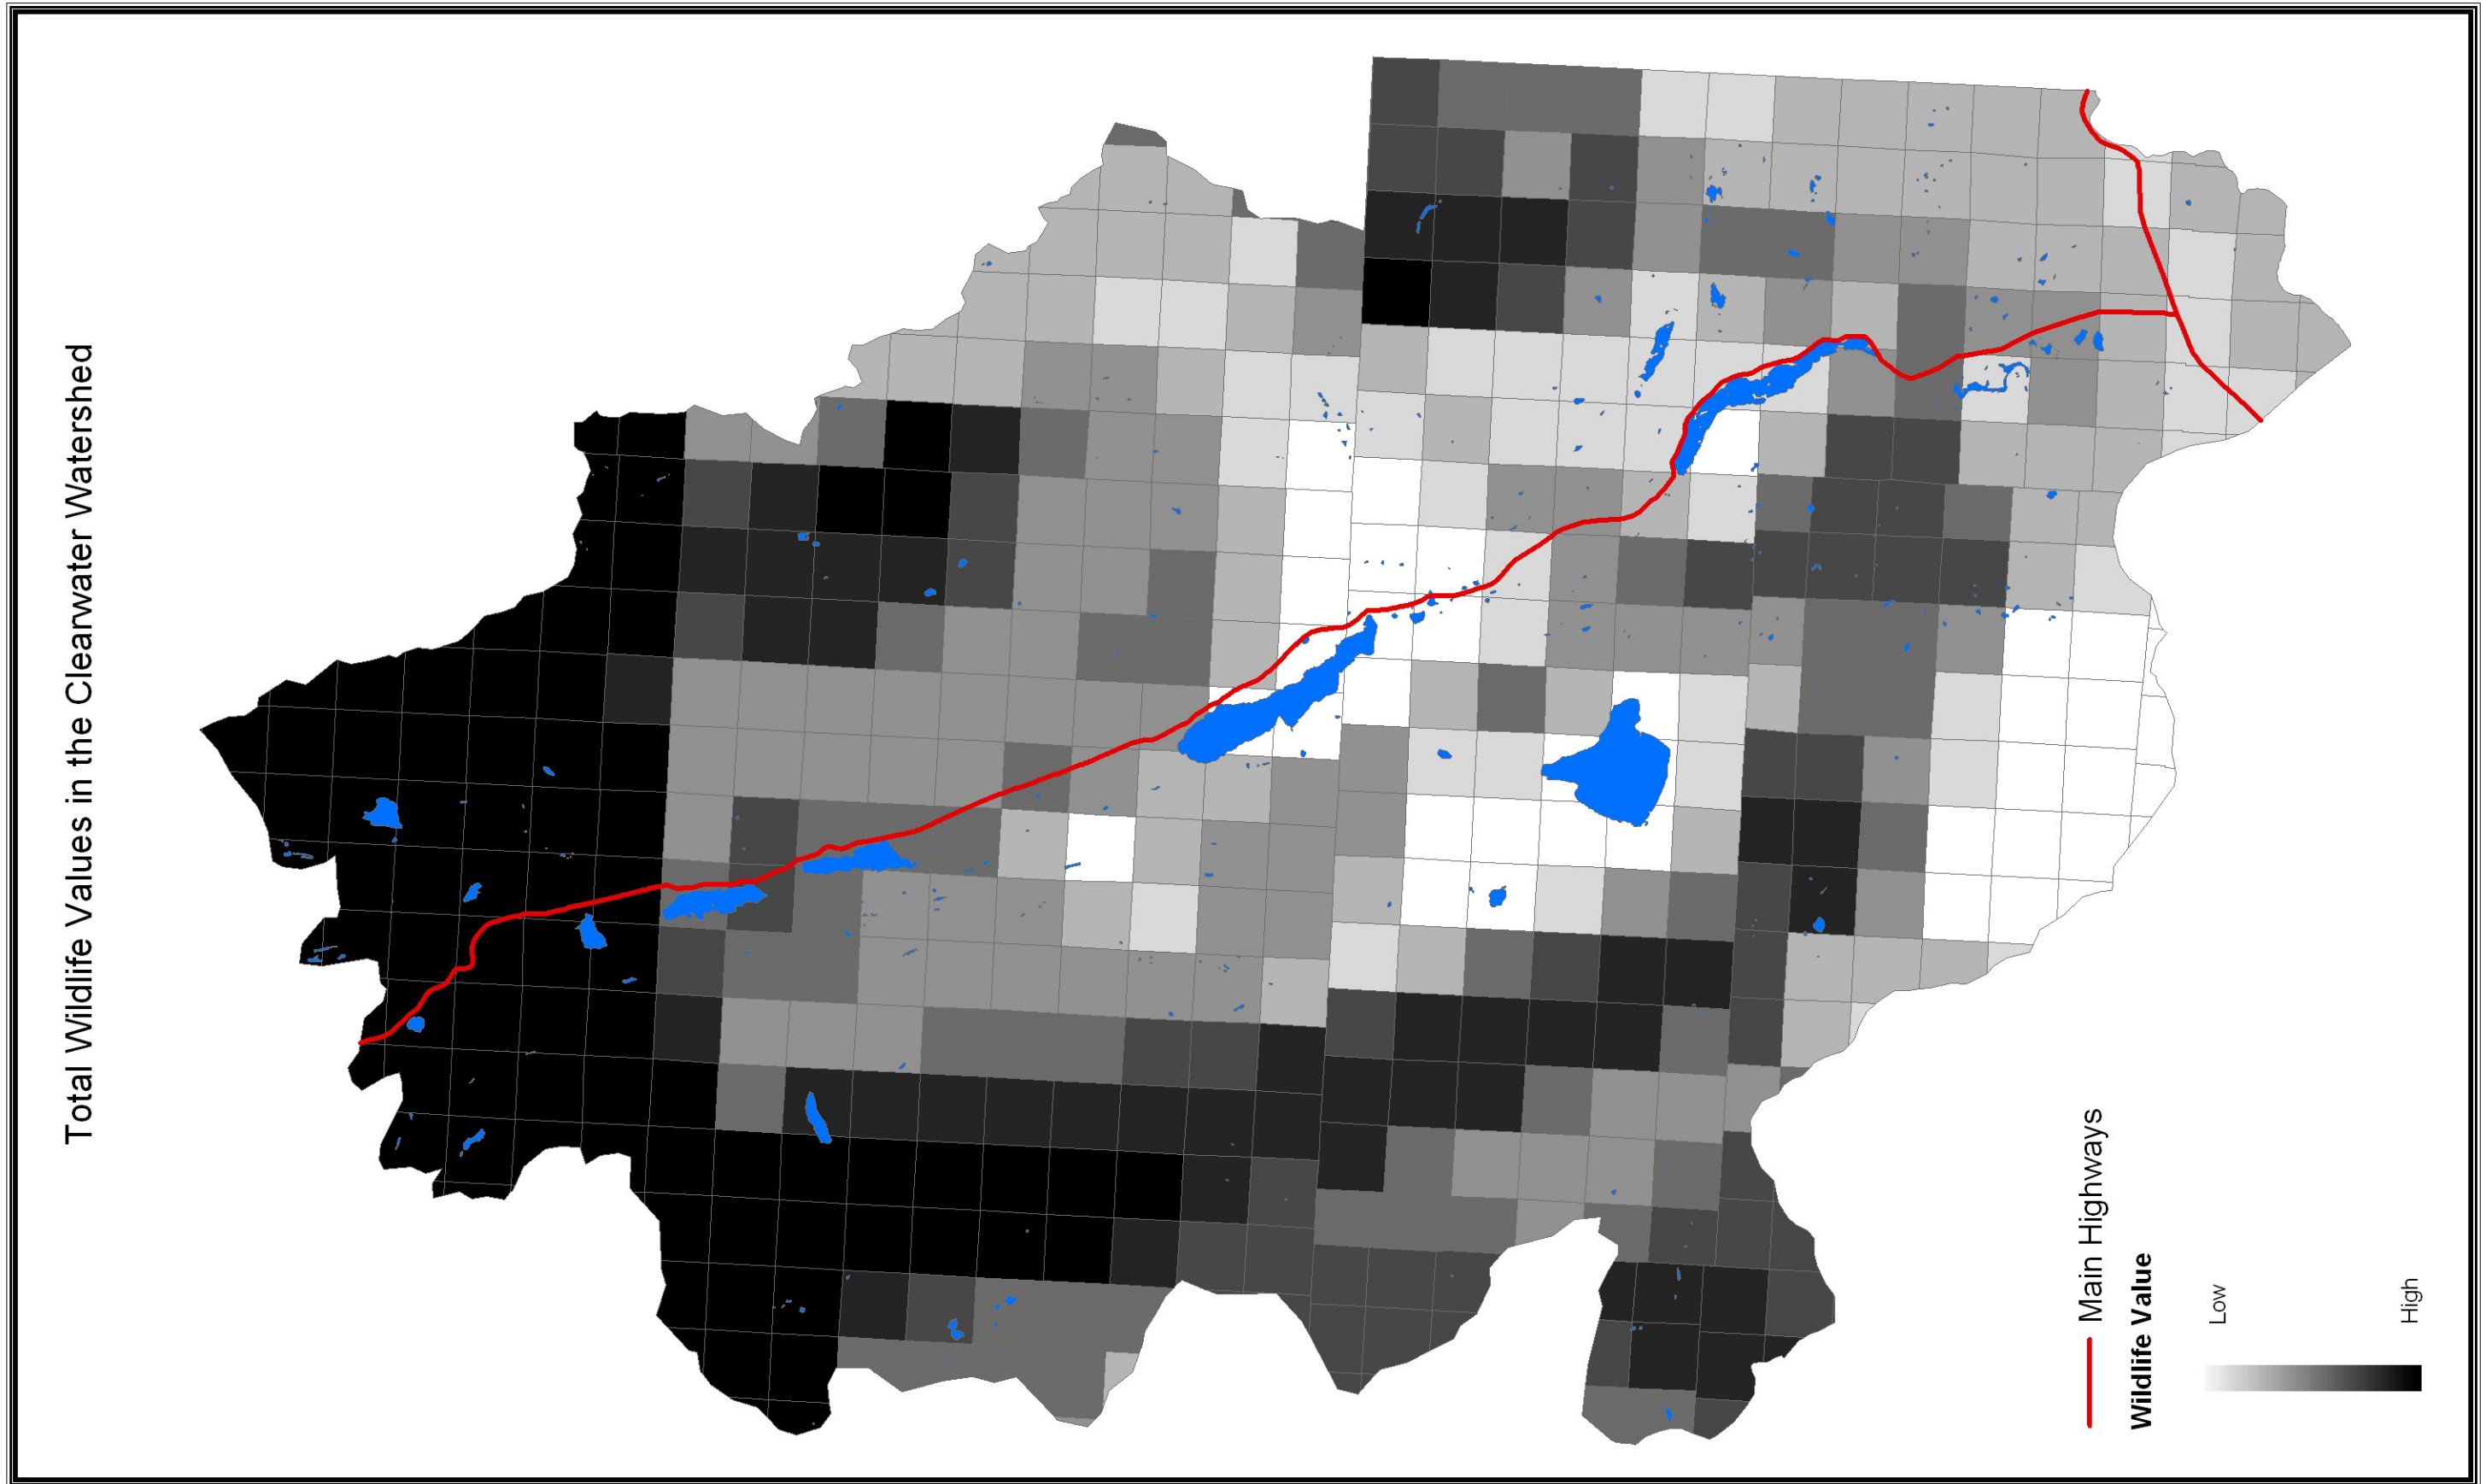 Total Wildlife Values in the Clearwater Watershed
Main Highways
Wildlife Value
Low
High